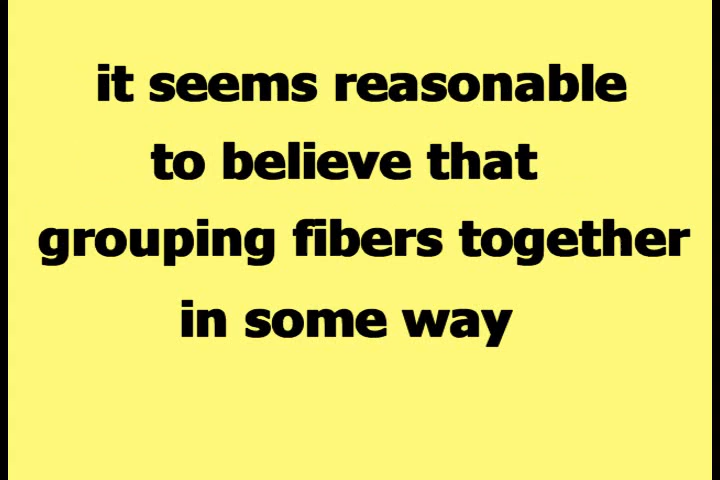 it seems reasonable
to believe that
grouping fibers together
in some way